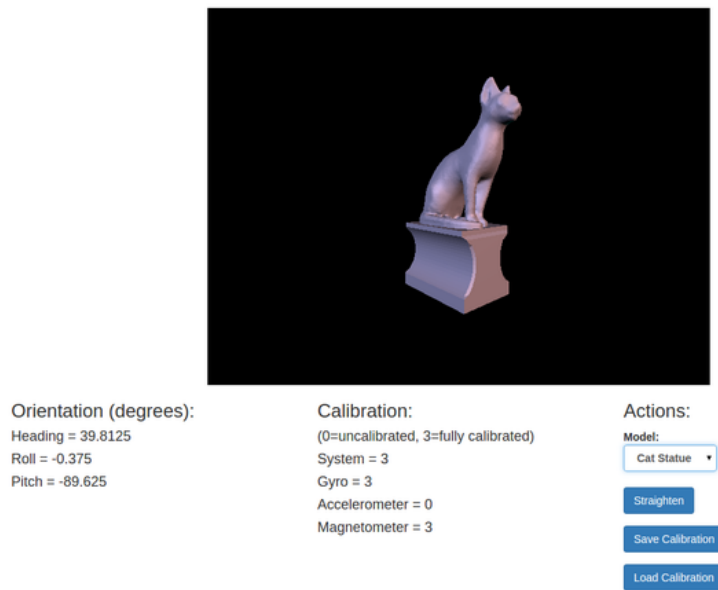 Orientation (degrees):
Heading = 39.8125
Roll = -0.375
Pitch = -89.625
Calibration:
(0=uncalibrated, 3=fully calibrated)
System = 3
Gyro = 3
Accelerometer = 0
Magnetometer = 3
Actions:
Model:
Cat Statue
Straighten
Save Calibration
Load Calibration